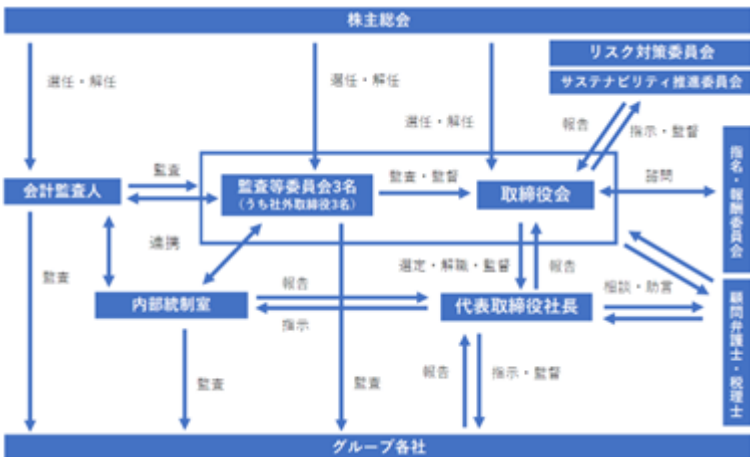 株主総会
リスク対策委員会
サステナビリティ推進委員会
選任・解任
選任・解任
選任・解任
報告
指示・監督
会計監査人
監査
監査等委員会3名
(うち社外取締役3名)
監査・監督
取締役会
諮問
指名・報酬委員会
連携
監査
選定・解職・監督
報告
相談・助言
内部統制室
報告
指示
代表取締役社長
顧問弁護士・税理士
監査
監査
報告
指示・監督
グループ各社